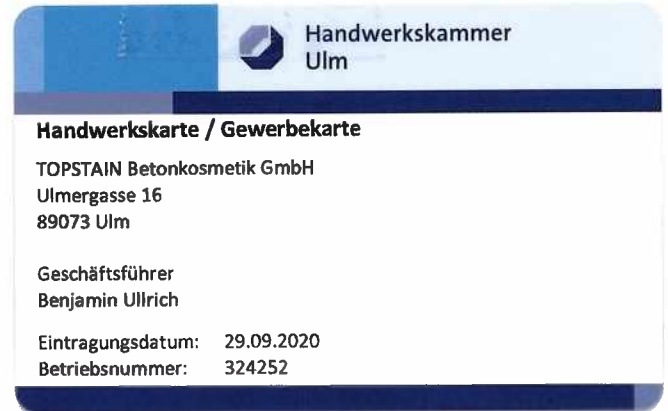 Handwerkskammer
Ulm
Handwerkskarte / Gewerbekarte
TOPSTAIN Betonkosmetik GmbH
Ulmergasse 16
89073 Ulm
Geschäftsführer
Benjamin Ullrich
Eintragungsdatum: 29.09.2020
Betriebsnummer: 324252